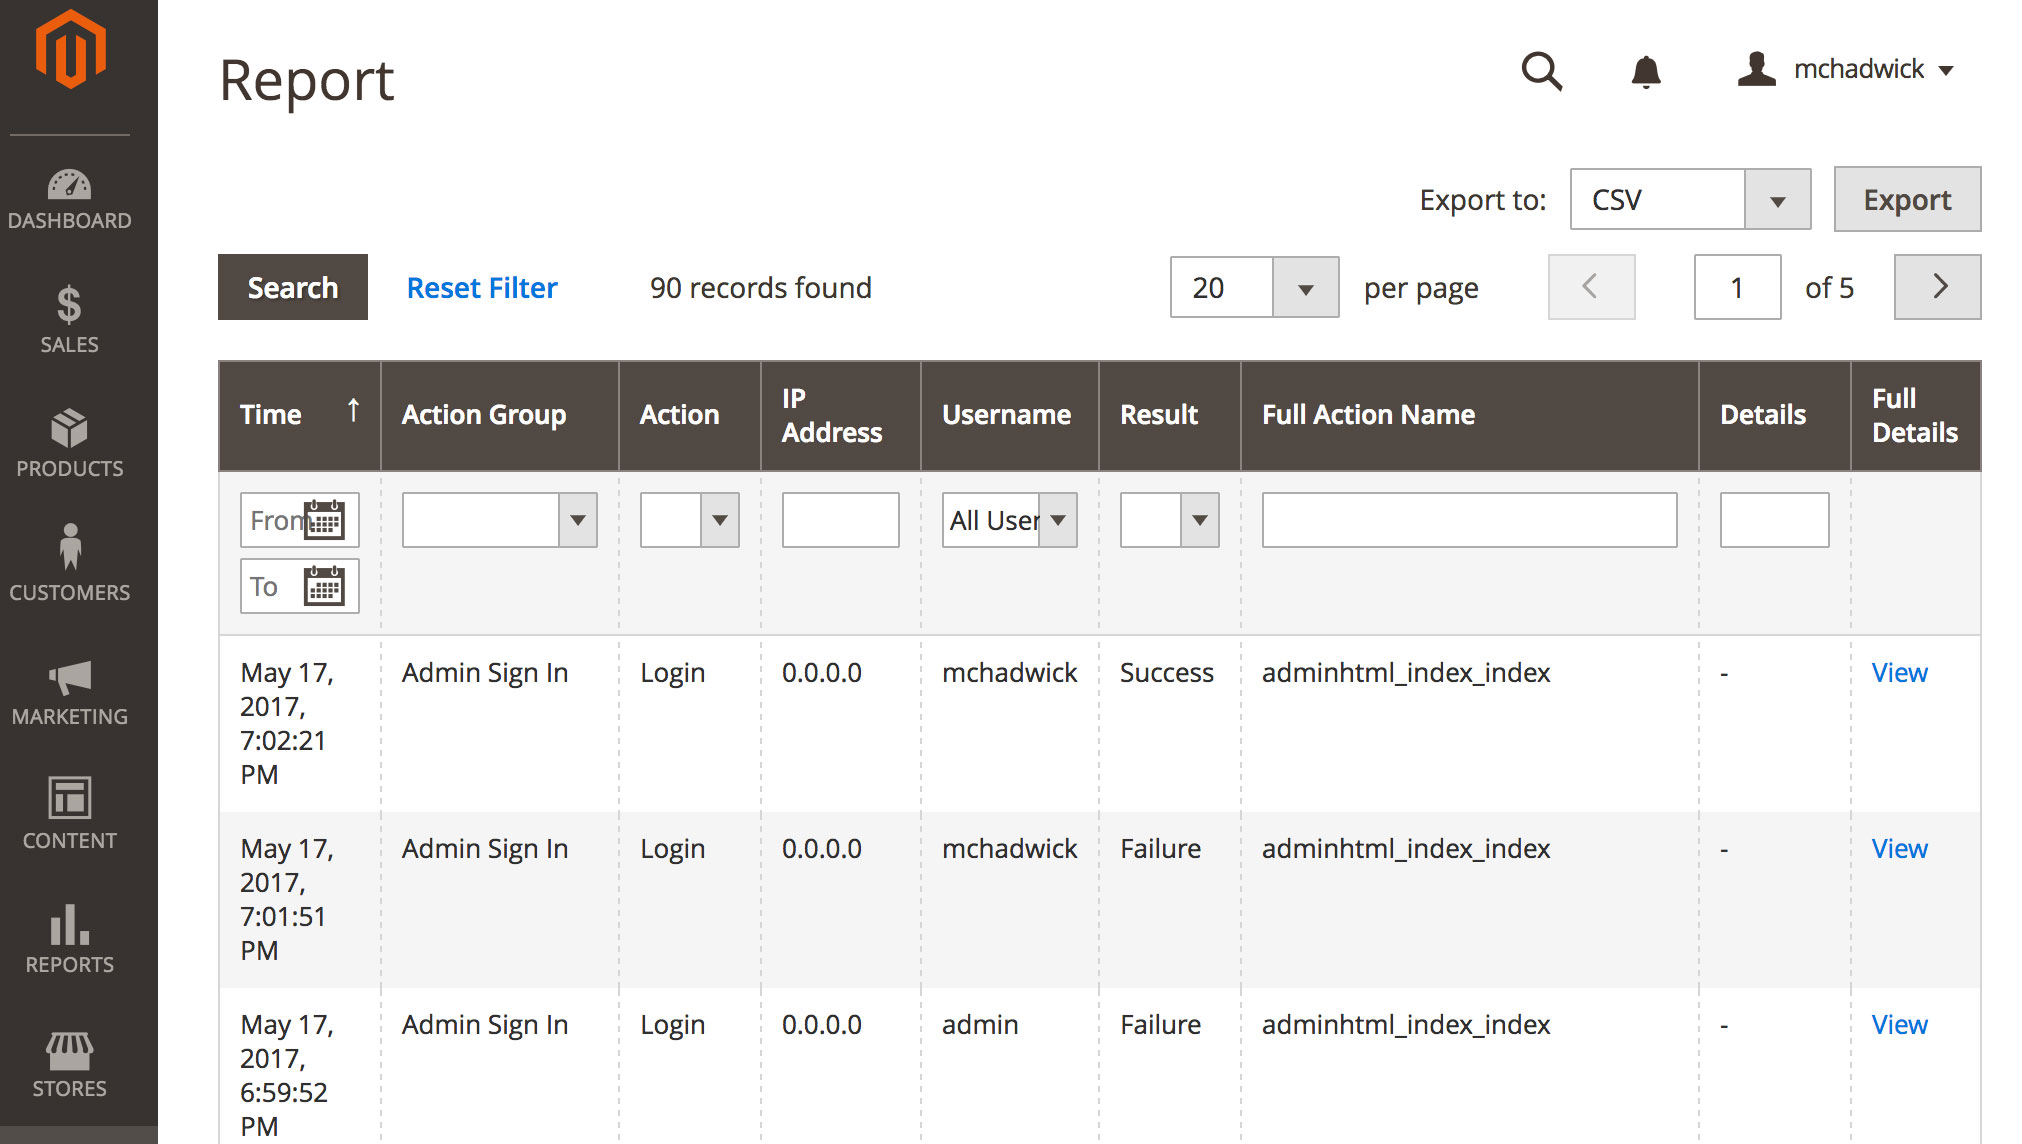 Report
mchadwick
DASHBOARD
SALES
PRODUCTS
CUSTOMERS
MARKETING
CONTENT
REPORTS
STORES
Export to: CSV Export
Search Reset Filter 90 records found 20 per page 1 of 5
Time ↑ Action Group Action IP Address Username Result Full Action Name Details Full Details
From All User
To
May 17, 2017, 7:02:21 PM Admin Sign In Login 0.0.0.0 mchadwick Success adminhtml_index_index - View
May 17, 2017, 7:01:51 PM Admin Sign In Login 0.0.0.0 mchadwick Failure adminhtml_index_index - View
May 17, 2017, 6:59:52 PM Admin Sign In Login 0.0.0.0 admin Failure adminhtml_index_index - View